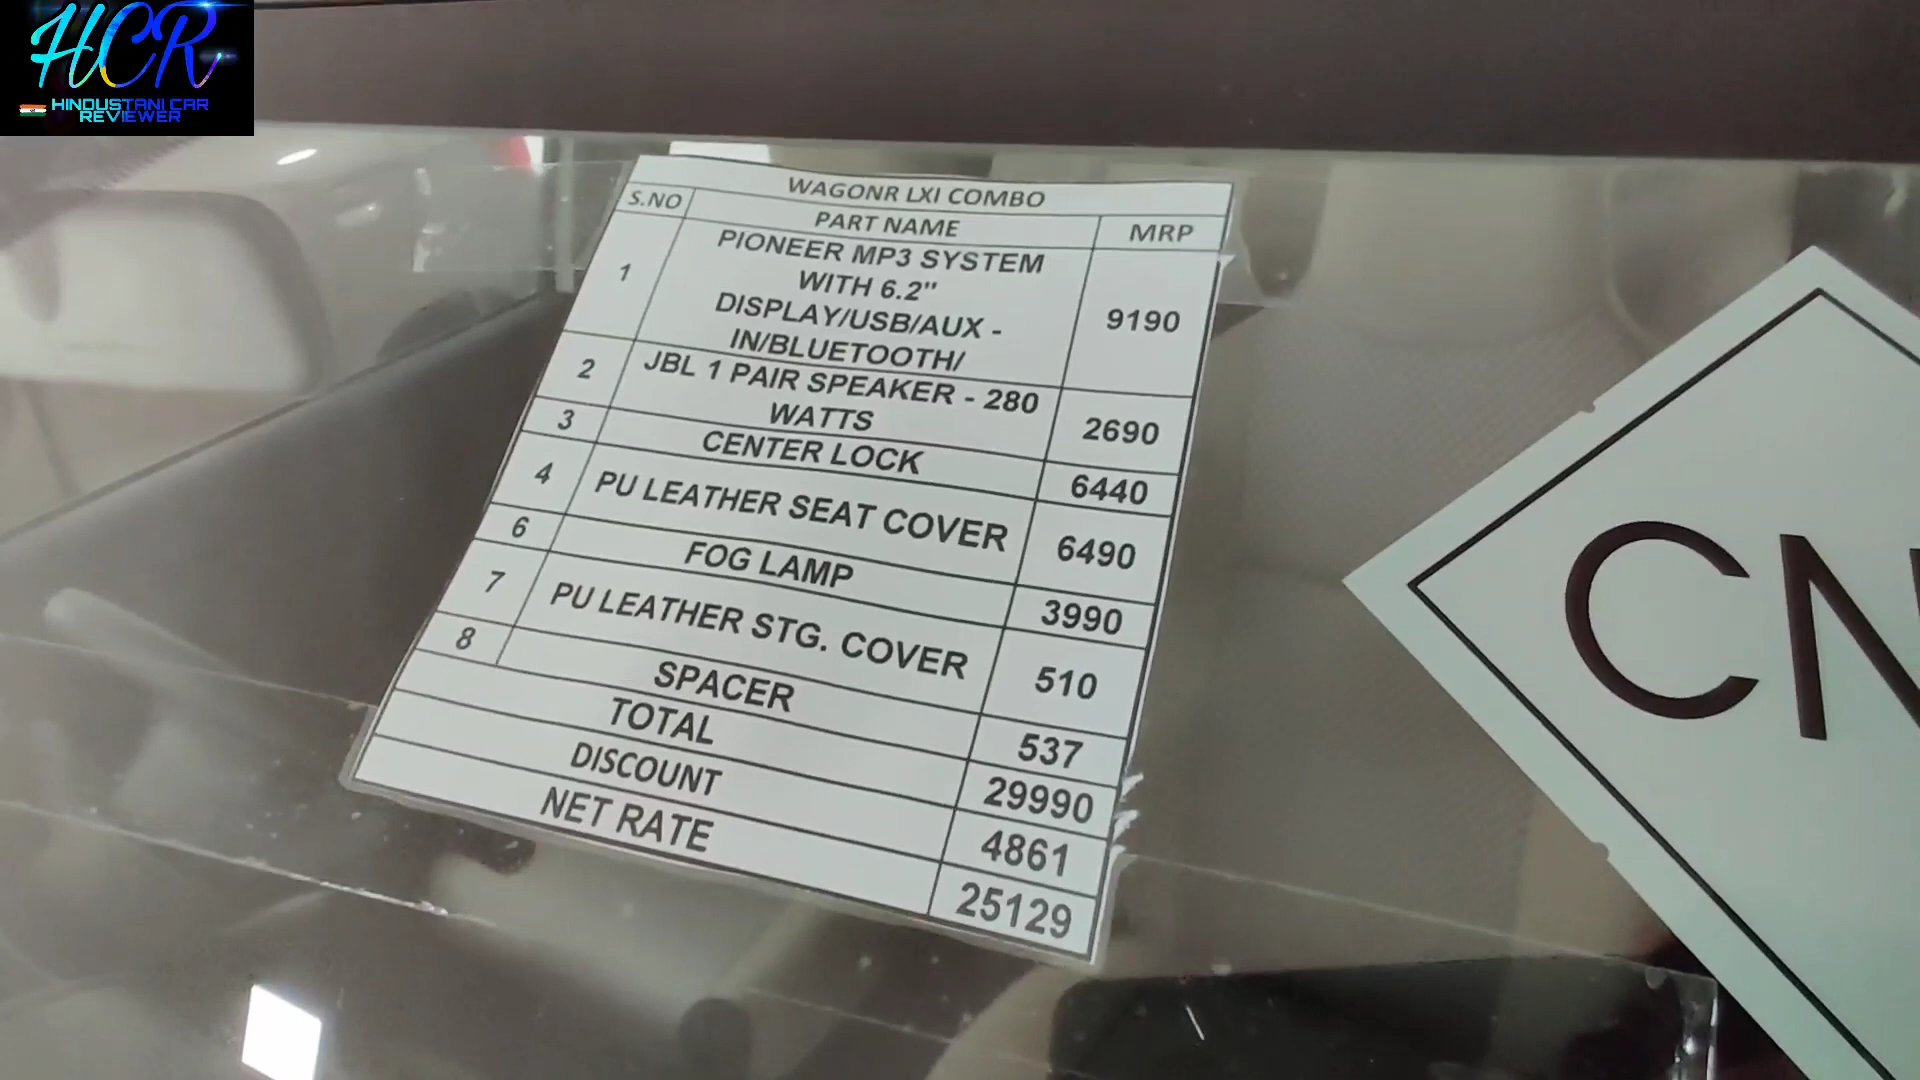 HCR
HINDUSTANI CAR
REVIEWER
WAGONR LXI COMBO
S.NO PART NAME MRP
1 PIONEER MP3 SYSTEM
WITH 6.2"
DISPLAY/USB/AUX - 9190
IN/BLUETOOTH/
2 JBL 1 PAIR SPEAKER - 280
WATTS 2690
3 CENTER LOCK 6440
4 PU LEATHER SEAT COVER 6490
6 FOG LAMP 3990
7 PU LEATHER STG. COVER 510
8 SPACER 537
TOTAL 29990
DISCOUNT 4861
NET RATE 25129
CN